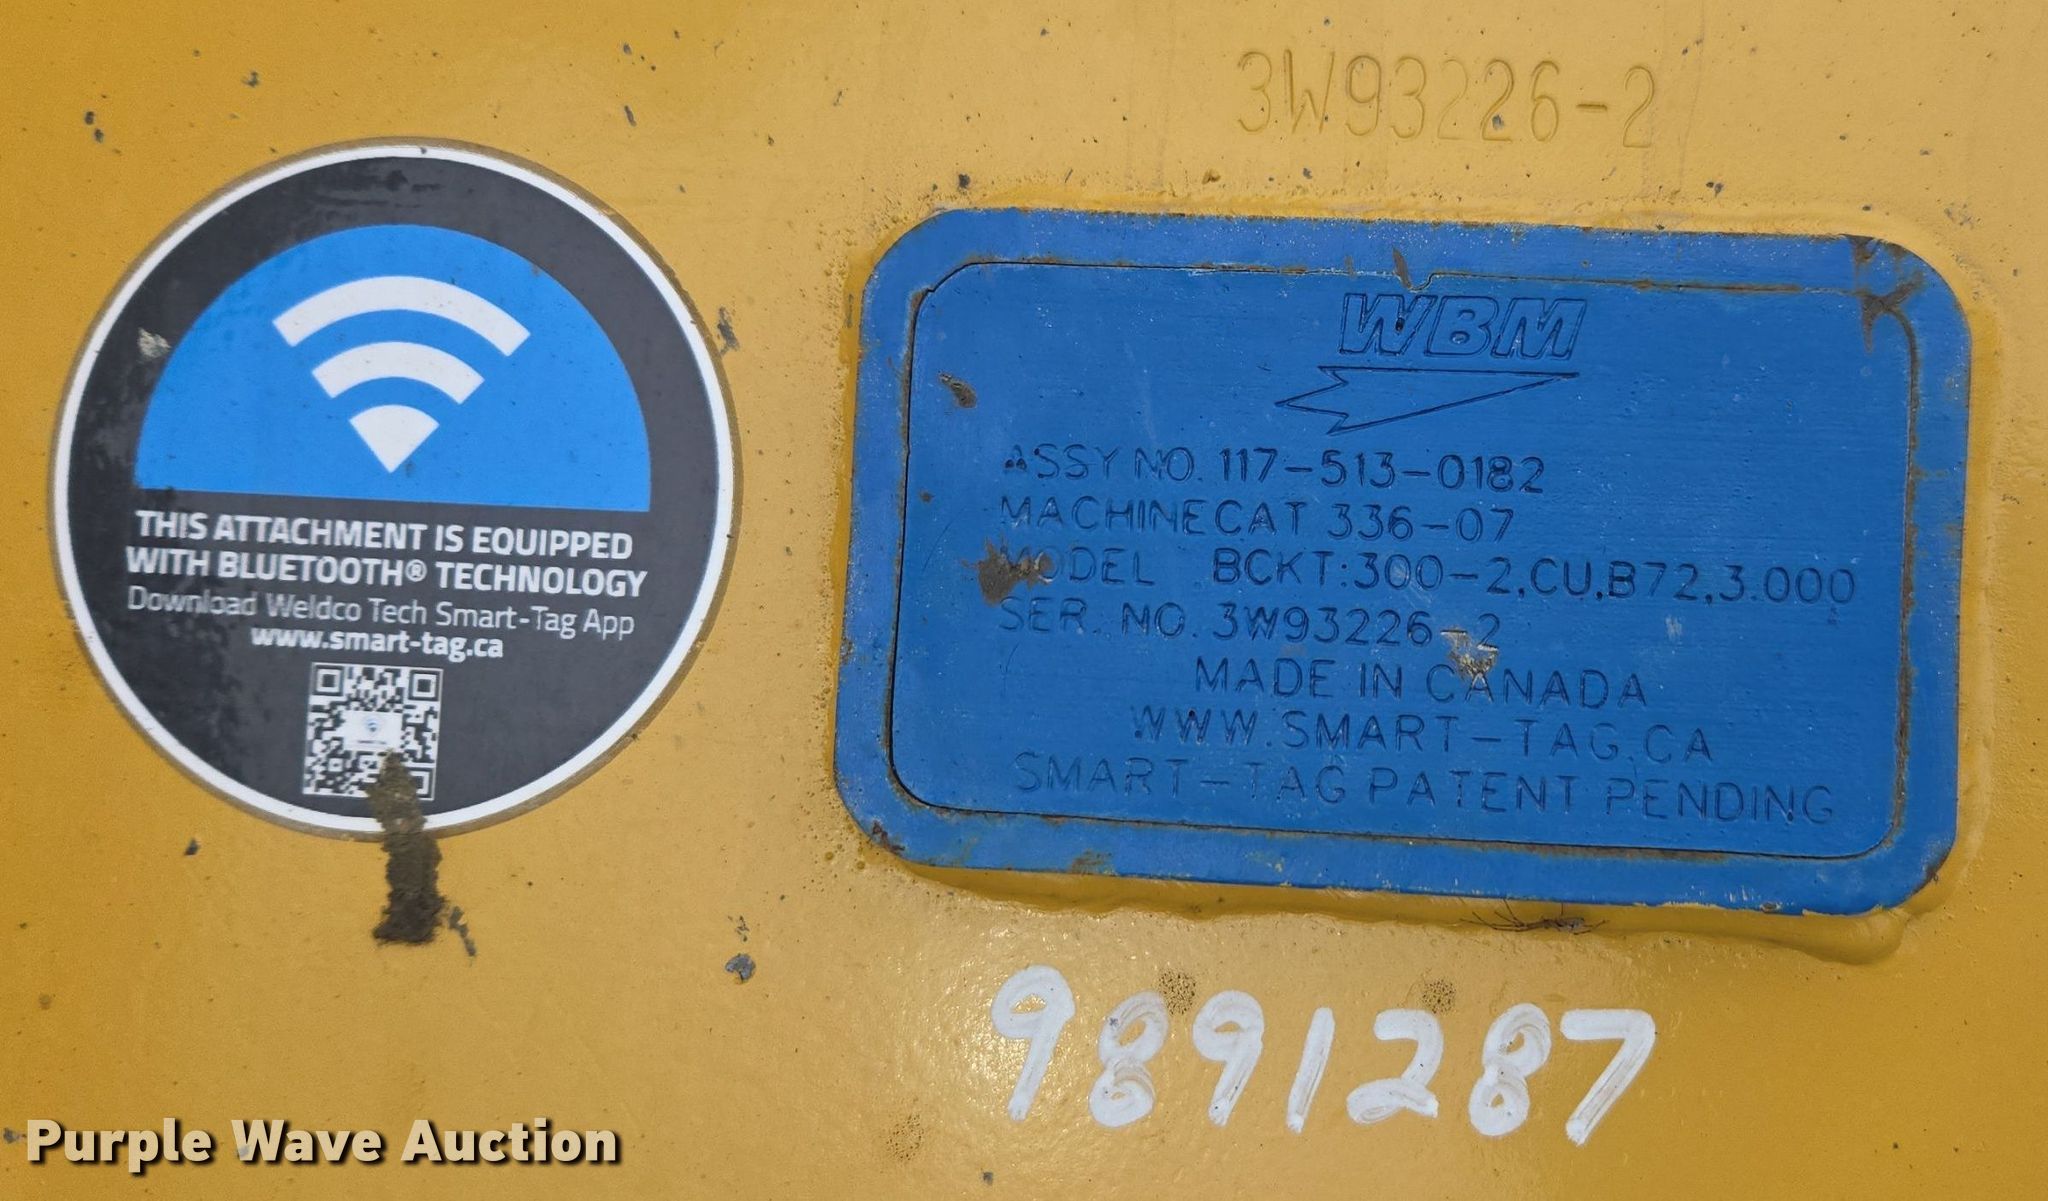 3W93226-2
THIS ATTACHMENT IS EQUIPPED
WITH BLUETOOTH® TECHNOLOGY
Download Weldco Tech Smart-Tag App
www.smart-tag.ca
WBM
ASSY NO. 117-513-0182
MACHINECAT 336-07
MODEL BCKT:300-2,CU,B72,3.000
SER. NO. 3W93226-2
MADE IN CANADA
WWW.SMART-TAG.CA
SMART-TAG PATENT PENDING
9891287
Purple Wave Auction